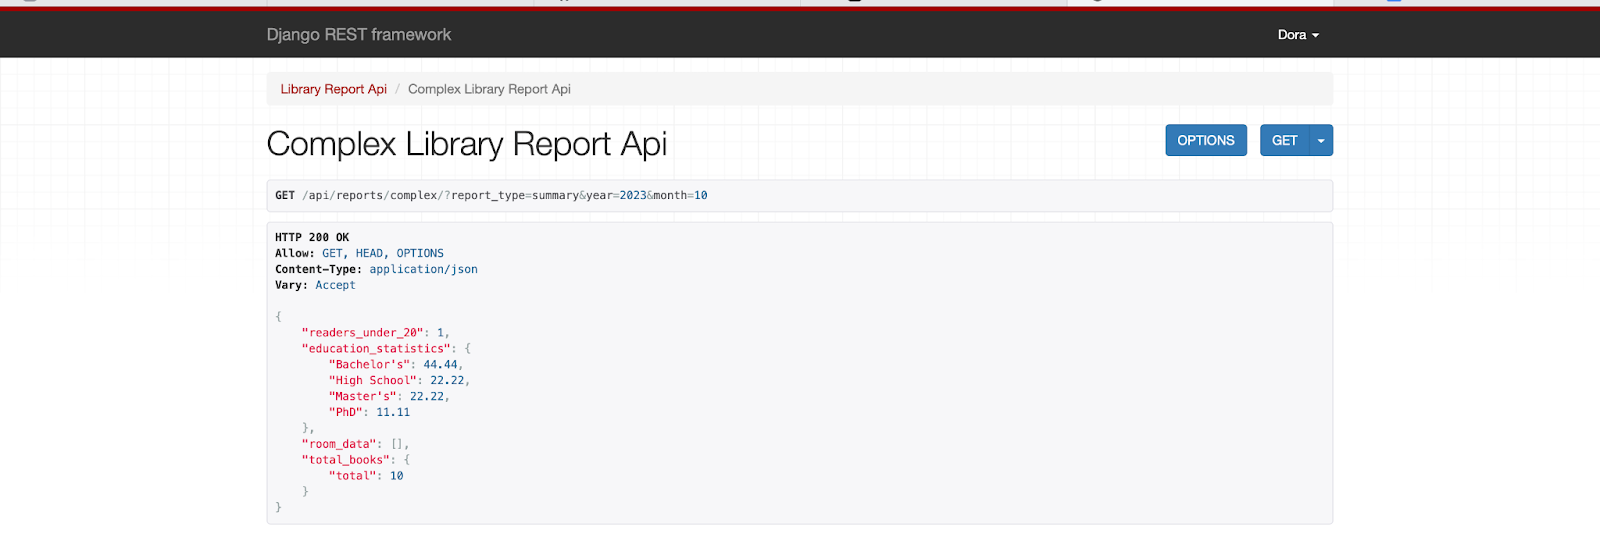 Django REST framework
Dora
Library Report Api / Complex Library Report Api
Complex Library Report Api
OPTIONS
GET
GET /api/reports/complex/?report_type=summary&year=2023&month=10
HTTP 200 OK
Allow: GET, HEAD, OPTIONS
Content-Type: application/json
Vary: Accept
{
    "readers_under_20": 1,
    "education_statistics": {
        "Bachelor's": 44.44,
        "High School": 22.22,
        "Master's": 22.22,
        "PhD": 11.11
    },
    "room_data": [],
    "total_books": {
        "total": 10
    }
}